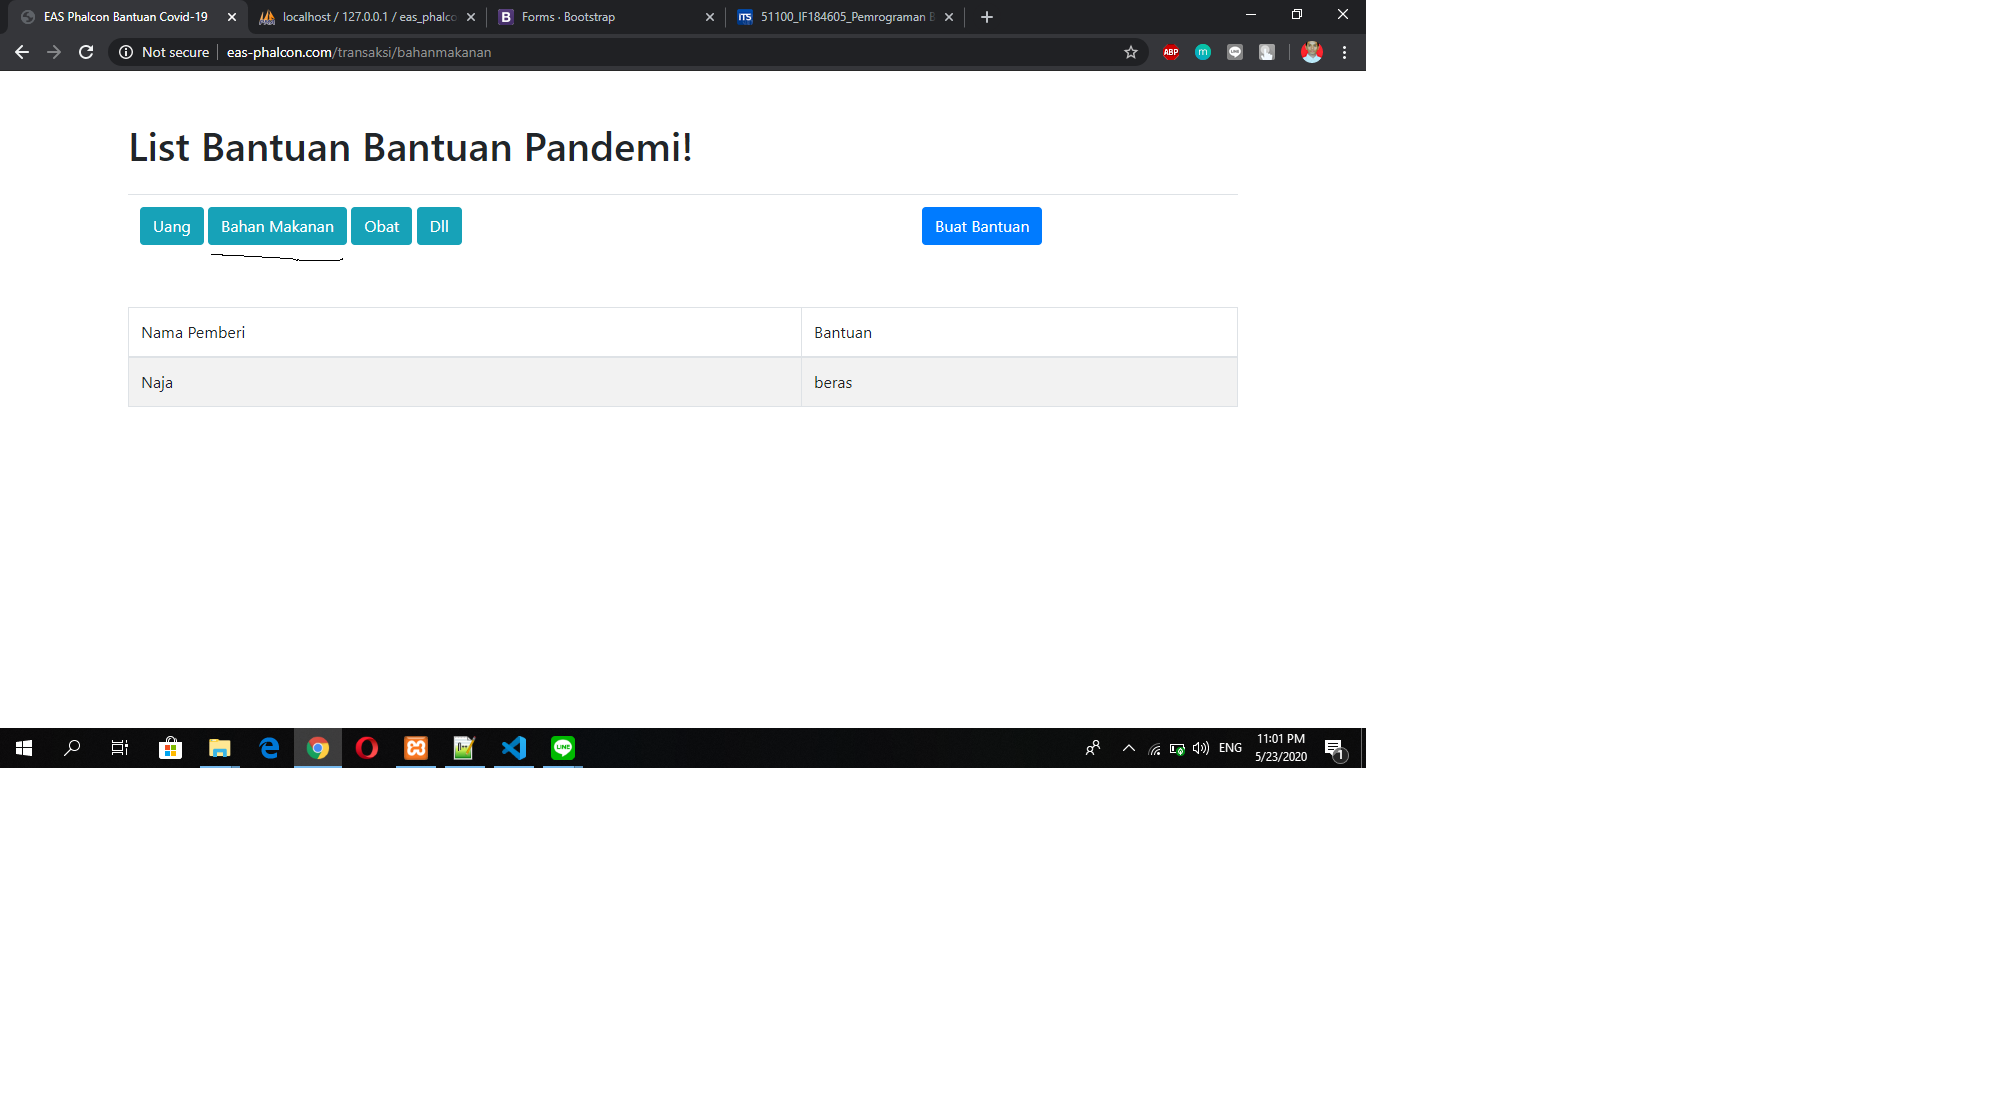 EAS Phalcon Bantuan Covid-19
localhost / 127.0.0.1 / eas_phalco
B Forms · Bootstrap
ITS 51100_IF184605_Pemrograman B
Not secure eas-phalcon.com/transaksi/bahanmakanan
ABP m
List Bantuan Bantuan Pandemi!
Uang Bahan Makanan Obat Dll Buat Bantuan
Nama Pemberi Bantuan
Naja beras
LINE
ENG
11:01 PM
5/23/2020
1